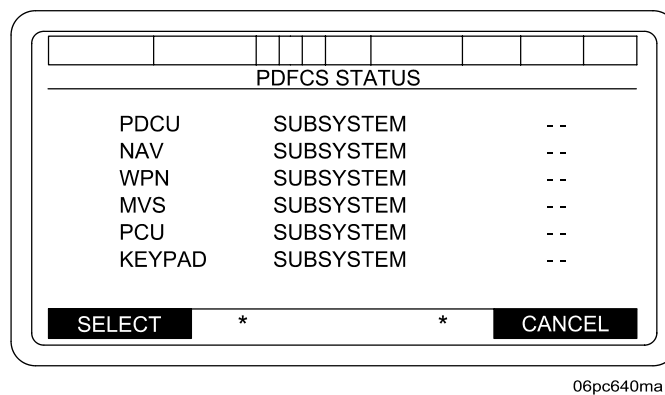 PDFCS STATUS
PDCU SUBSYSTEM - -
NAV SUBSYSTEM - -
WPN SUBSYSTEM - -
MVS SUBSYSTEM - -
PCU SUBSYSTEM - -
KEYPAD SUBSYSTEM - -
SELECT * * CANCEL
06pc640ma